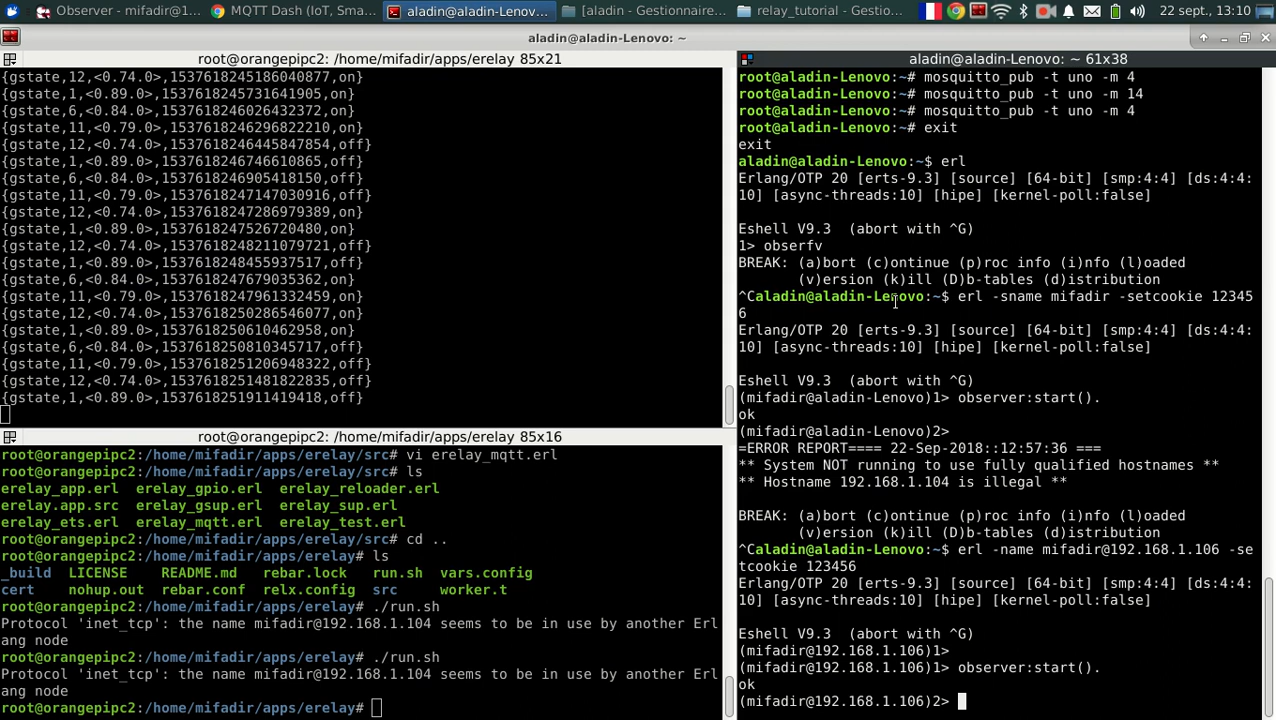 Observer - mifadir@1...
MQTT Dash (IoT, Smart...
aladin@aladin-Lenov...
[aladin - Gestionnaire...
relay_tutorial - Gestio...
22 sept., 13:10
aladin@aladin-Lenovo: ~
root@orangepipc2: /home/mifadir/apps/erelay 85x21
{gstate,12,<0.74.0>,1537618245186040877,on}
{gstate,1,<0.89.0>,1537618245731641905,on}
{gstate,6,<0.84.0>,1537618246026432372,on}
{gstate,11,<0.79.0>,1537618246296822210,on}
{gstate,12,<0.74.0>,1537618246445847854,off}
{gstate,1,<0.89.0>,1537618246746610865,off}
{gstate,6,<0.84.0>,1537618246905418150,off}
{gstate,11,<0.79.0>,1537618247147030916,off}
{gstate,12,<0.74.0>,1537618247286979389,on}
{gstate,1,<0.89.0>,1537618247526720480,on}
{gstate,12,<0.74.0>,1537618248211079721,off}
{gstate,1,<0.89.0>,1537618248455937517,off}
{gstate,6,<0.84.0>,1537618247679035362,on}
{gstate,11,<0.79.0>,1537618247961332459,on}
{gstate,12,<0.74.0>,1537618250286546077,on}
{gstate,1,<0.89.0>,1537618250610462958,on}
{gstate,6,<0.84.0>,1537618250810345717,off}
{gstate,11,<0.79.0>,1537618251206948322,off}
{gstate,12,<0.74.0>,1537618251481822835,off}
{gstate,1,<0.89.0>,1537618251911419418,off}
root@orangepipc2: /home/mifadir/apps/erelay 85x16
root@orangepipc2:/home/mifadir/apps/erelay/src# vi erelay_mqtt.erl
root@orangepipc2:/home/mifadir/apps/erelay/src# ls
erelay_app.erl erelay_gpio.erl erelay_reloader.erl
erelay.app.src erelay_gsup.erl erelay_sup.erl
erelay_ets.erl erelay_mqtt.erl erelay_test.erl
root@orangepipc2:/home/mifadir/apps/erelay/src# cd ..
root@orangepipc2:/home/mifadir/apps/erelay# ls
_build LICENSE README.md rebar.lock run.sh vars.config
cert nohup.out rebar.conf relx.config src worker.t
root@orangepipc2:/home/mifadir/apps/erelay# ./run.sh
Protocol 'inet_tcp': the name mifadir@192.168.1.104 seems to be in use by another Erl
ang node
root@orangepipc2:/home/mifadir/apps/erelay# ./run.sh
Protocol 'inet_tcp': the name mifadir@192.168.1.104 seems to be in use by another Erl
ang node
root@orangepipc2:/home/mifadir/apps/erelay#
aladin@aladin-Lenovo: ~ 61x38
root@aladin-Lenovo:~# mosquitto_pub -t uno -m 4
root@aladin-Lenovo:~# mosquitto_pub -t uno -m 14
root@aladin-Lenovo:~# mosquitto_pub -t uno -m 4
root@aladin-Lenovo:~# exit
exit
aladin@aladin-Lenovo:~$ erl
Erlang/OTP 20 [erts-9.3] [source] [64-bit] [smp:4:4] [ds:4:4:
10] [async-threads:10] [hipe] [kernel-poll:false]
Eshell V9.3 (abort with ^G)
1> obserfv
BREAK: (a)bort (c)ontinue (p)roc info (i)nfo (l)oaded
(v)ersion (k)ill (D)b-tables (d)istribution
^Caladin@aladin-Lenovo:~$ erl -sname mifadir -setcookie 12345
6
Erlang/OTP 20 [erts-9.3] [source] [64-bit] [smp:4:4] [ds:4:4:
10] [async-threads:10] [hipe] [kernel-poll:false]
Eshell V9.3 (abort with ^G)
(mifadir@aladin-Lenovo)1> observer:start().
ok
(mifadir@aladin-Lenovo)2>
=ERROR REPORT==== 22-Sep-2018::12:57:36 ===
** System NOT running to use fully qualified hostnames **
** Hostname 192.168.1.104 is illegal **
BREAK: (a)bort (c)ontinue (p)roc info (i)nfo (l)oaded
(v)ersion (k)ill (D)b-tables (d)istribution
^Caladin@aladin-Lenovo:~$ erl -name mifadir@192.168.1.106 -se
tcookie 123456
Erlang/OTP 20 [erts-9.3] [source] [64-bit] [smp:4:4] [ds:4:4:
10] [async-threads:10] [hipe] [kernel-poll:false]
Eshell V9.3 (abort with ^G)
(mifadir@192.168.1.106)1>
(mifadir@192.168.1.106)1> observer:start().
ok
(mifadir@192.168.1.106)2>